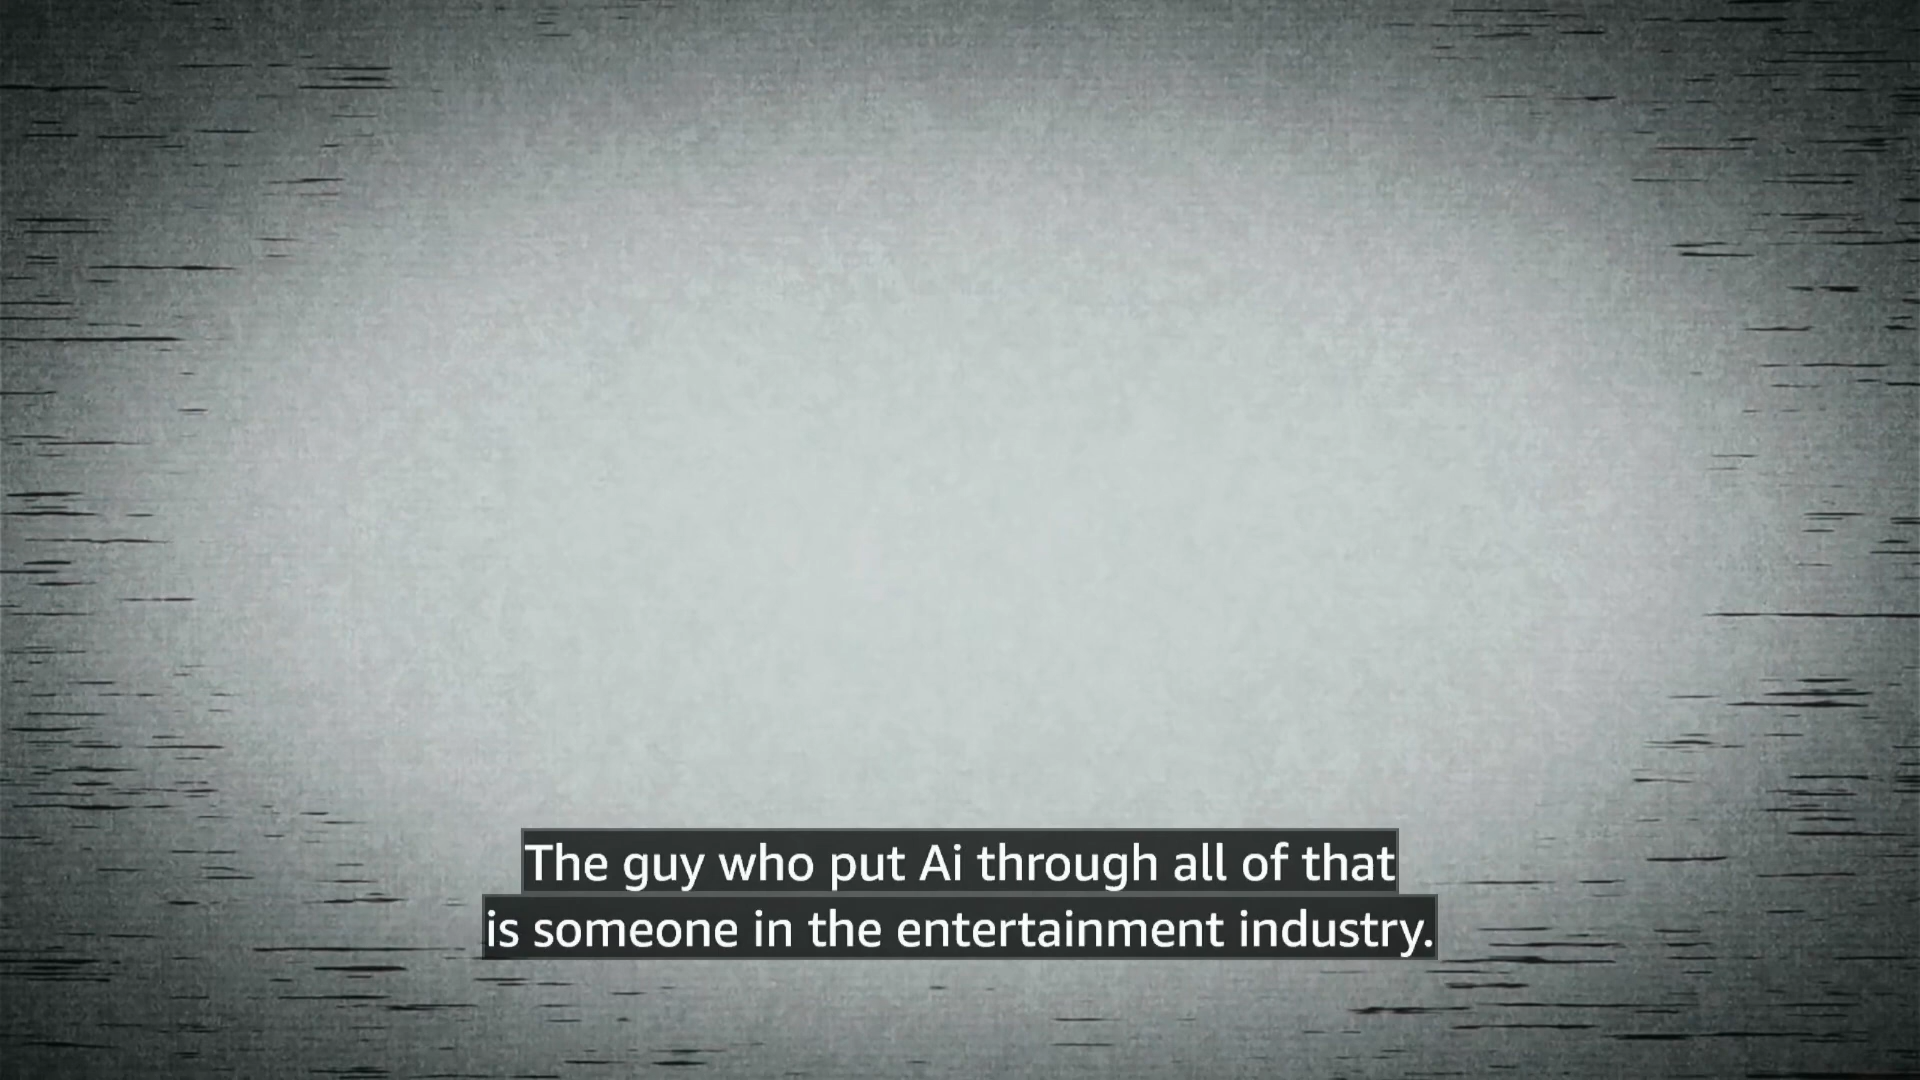 The guy who put Ai through all of that
is someone in the entertainment industry.